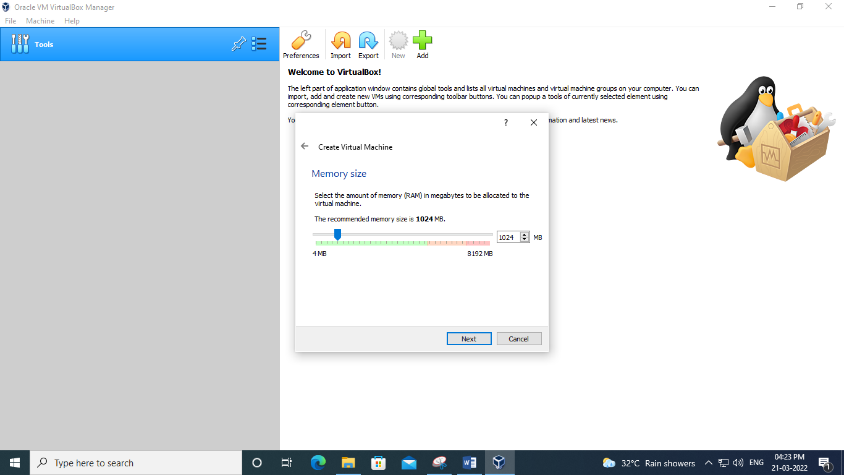 Oracle VM VirtualBox Manager
File Machine Help
Tools
Preferences Import Export New Add
Welcome to VirtualBox!
The left part of application window contains global tools and lists all virtual machines and virtual machine groups on your computer. You can
import, add and create new VMs using corresponding toolbar buttons. You can popup a tools of currently selected element using
corresponding element button.
Yo
nation and latest news.
?
Create Virtual Machine
Memory size
Select the amount of memory (RAM) in megabytes to be allocated to the
virtual machine.
The recommended memory size is 1024 MB.
1024 MB
4 MB 8192 MB
Next Cancel
Type here to search
32°C Rain showers
ENG
04:23 PM
21-03-2022
1